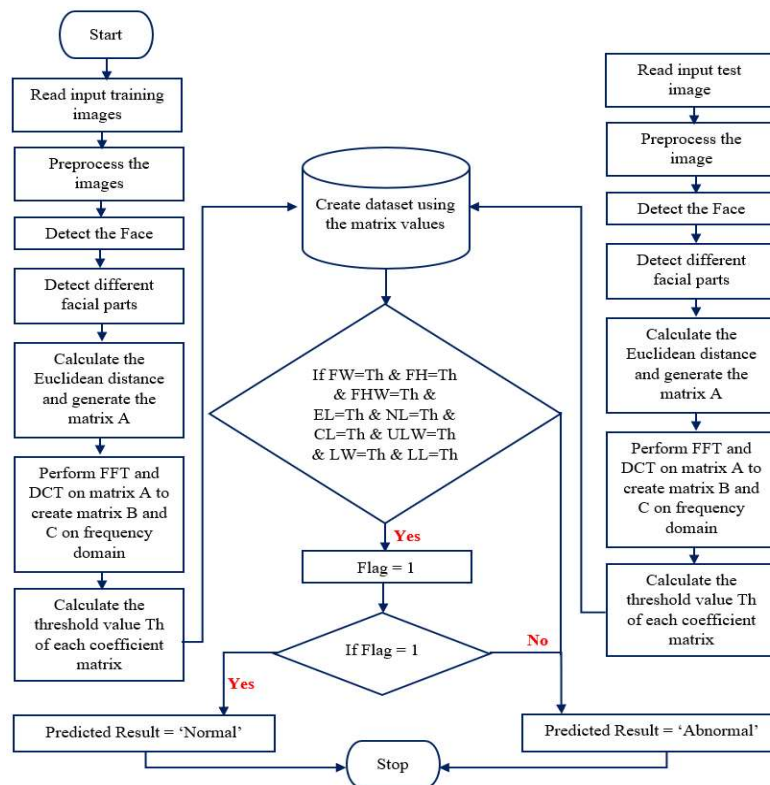 Start
Read input training
images
Preprocess the
images
Detect the Face
Detect different
facial parts
Calculate the
Euclidean distance
and generate the
matrix A
Perform FFT and
DCT on matrix A to
create matrix B and
C on frequency
domain
Calculate the
threshold value Th
of each coefficient
matrix
Create dataset using
the matrix values
If FW=Th & FH=Th
& FHW=Th &
EL=Th & NL=Th &
CL=Th & ULW=Th
& LW=Th & LL=Th
Yes
Flag = 1
If Flag = 1
No
Yes
Predicted Result = ‘Normal’
Read input test
image
Preprocess the
image
Detect the Face
Detect different
facial parts
Calculate the
Euclidean distance
and generate the
matrix A
Perform FFT and
DCT on matrix A to
create matrix B and
C on frequency
domain
Calculate the
threshold value Th
of each coefficient
matrix
Predicted Result = ‘Abnormal’
Stop